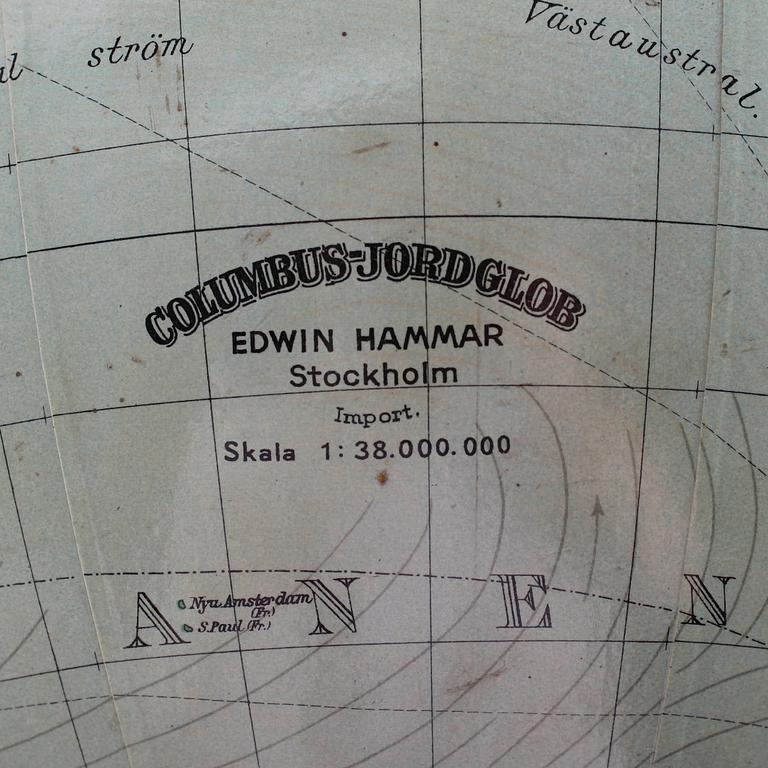 ström
Västaustral.
COLUMBUS-JORDGLOB
EDWIN HAMMAR
Stockholm
Import.
Skala 1:38.000.000
A N E N
Nya Amsterdam
(Fr.)
S. Paul (Fr.)